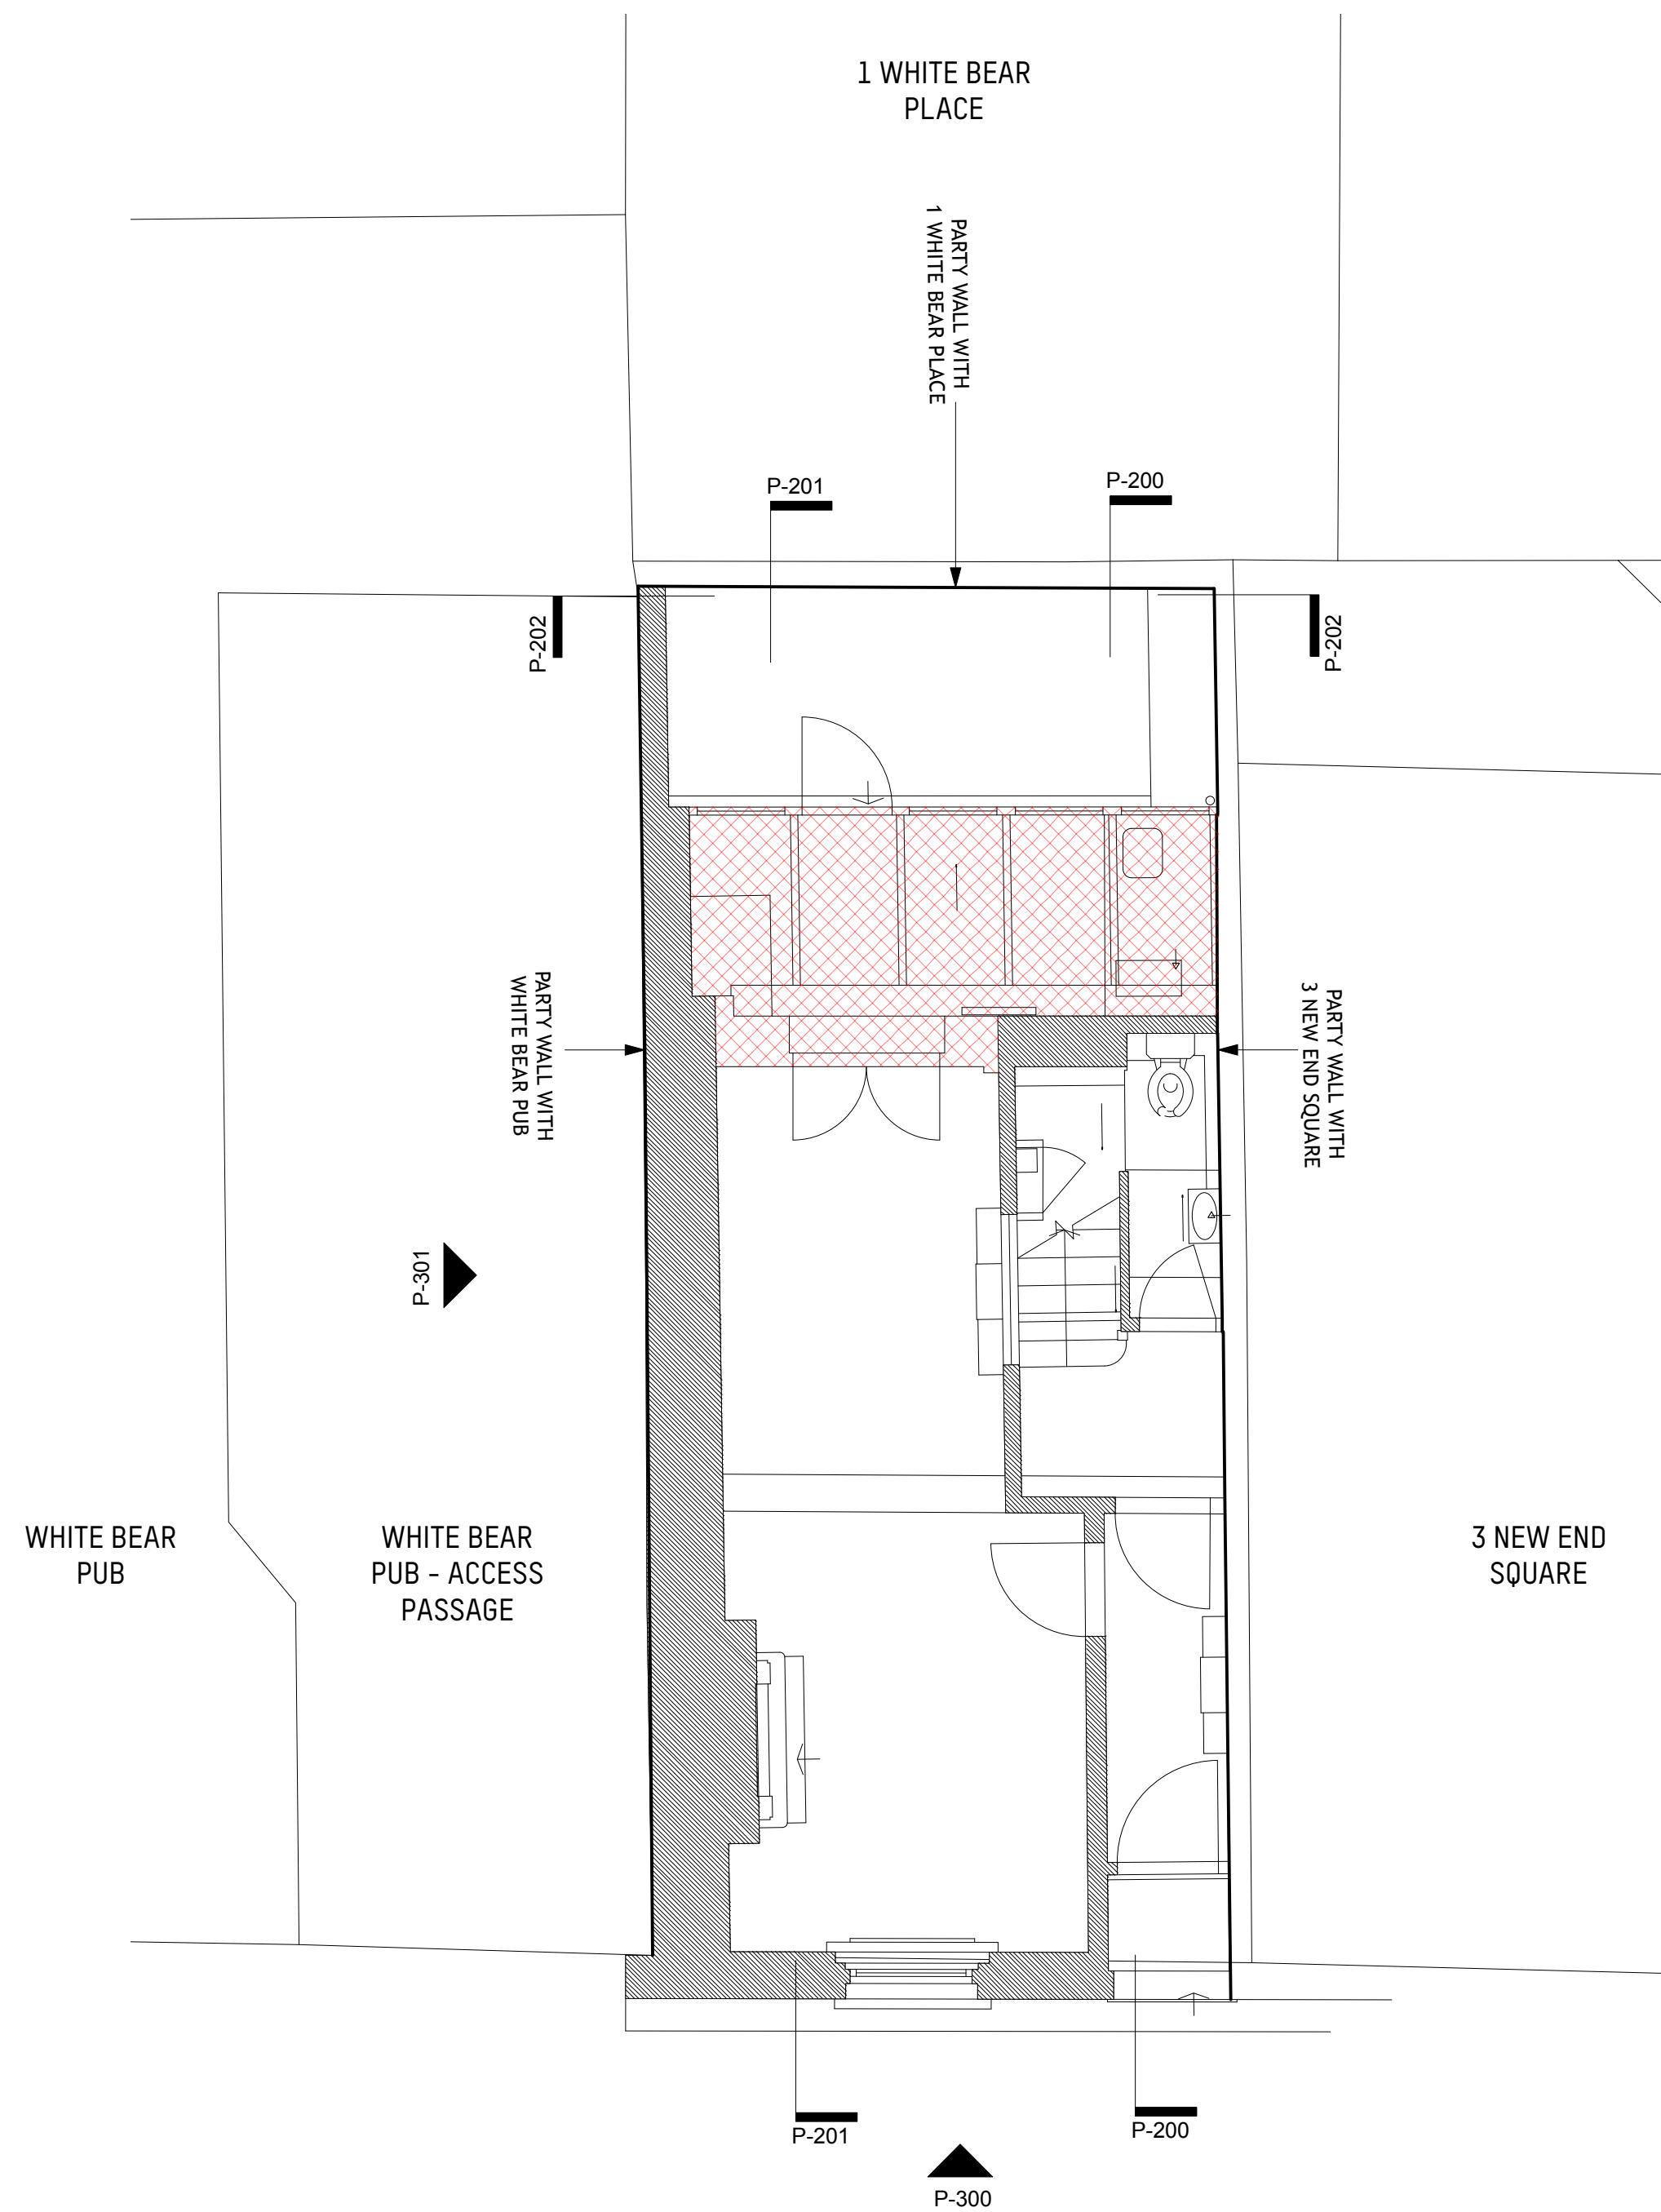 1 WHITE BEAR
PLACE
PARTY WALL WITH
1 WHITE BEAR PLACE
P-201
P-200
P-202
P-202
PARTY WALL WITH
WHITE BEAR PUB
PARTY WALL WITH
3 NEW END SQUARE
P-301
WHITE BEAR
PUB
WHITE BEAR
PUB - ACCESS
PASSAGE
3 NEW END
SQUARE
P-201
P-200
P-300